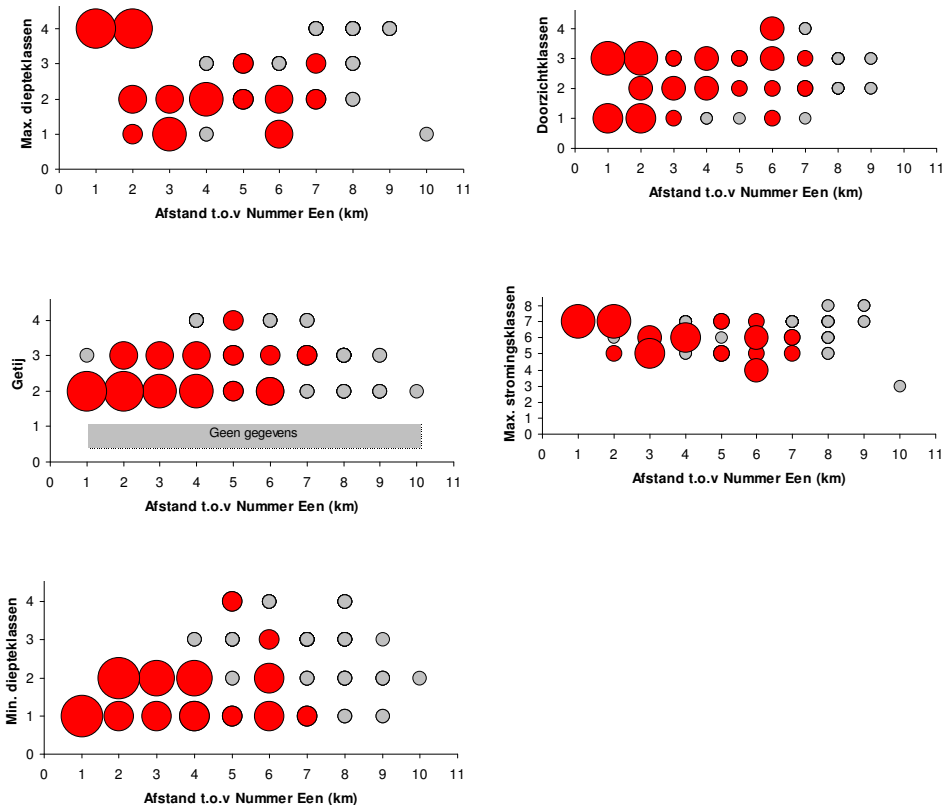 Max. diepteklassen
4
3
2
1
0
0 1 2 3 4 5 6 7 8 9 10 11
Afstand t.o.v Nummer Een (km)
Doorzichtklassen
4
3
2
1
0
0 1 2 3 4 5 6 7 8 9 10 11
Afstand t.o.v Nummer Een (km)
Getij
4
3
2
1
0
Geen gegevens
0 1 2 3 4 5 6 7 8 9 10 11
Afstand t.o.v Nummer Een (km)
Max. stromingsklassen
8
7
6
5
4
3
2
1
0
0 1 2 3 4 5 6 7 8 9 10 11
Afstand t.o.v Nummer Een (km)
Min. diepteklassen
4
3
2
1
0
0 1 2 3 4 5 6 7 8 9 10 11
Afstand t.o.v Nummer Een (km)